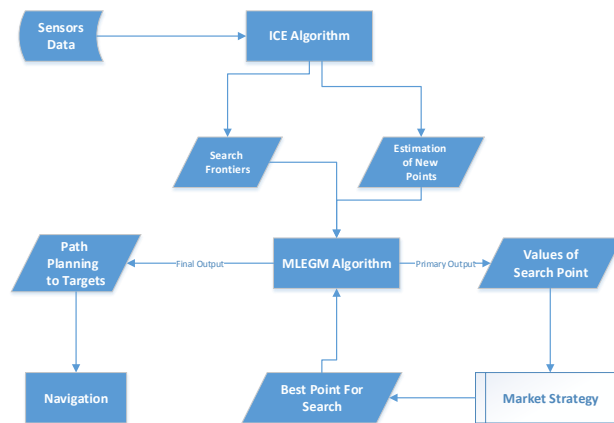 Sensors
Data
ICE Algorithm
Search
Frontiers
Estimation
of New
Points
Path
Planning
to Targets
Final Output
MLEGM Algorithm
Primary Output
Values of
Search Point
Navigation
Best Point For
Search
Market Strategy